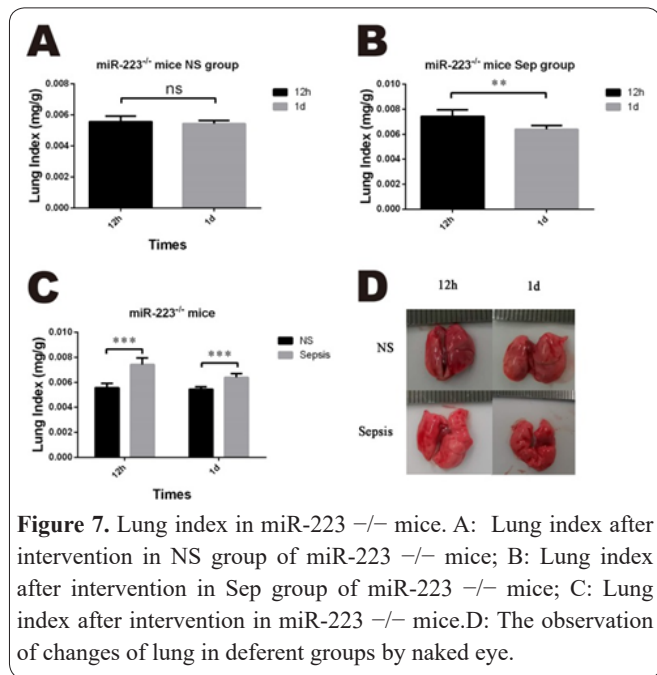 A
miR-223-/- mice NS group
ns
12h
1d
Lung Index (mg/g)
0.008
0.006
0.004
0.002
0.000
12h
1d
Times
B
miR-223-/- mice Sep group
**
12h
1d
Lung Index (mg/g)
0.010
0.008
0.006
0.004
0.002
0.000
12h
1d
Times
C
miR-223-/- mice
***
***
NS
Sepsis
Lung Index (mg/g)
0.010
0.008
0.006
0.004
0.002
0.000
12h
1d
Times
D
12h
1d
NS
Sepsis
Figure 7. Lung index in miR-223 −/− mice. A: Lung index after
intervention in NS group of miR-223 −/− mice; B: Lung index
after intervention in Sep group of miR-223 −/− mice; C: Lung
index after intervention in miR-223 −/− mice.D: The observation
of changes of lung in deferent groups by naked eye.